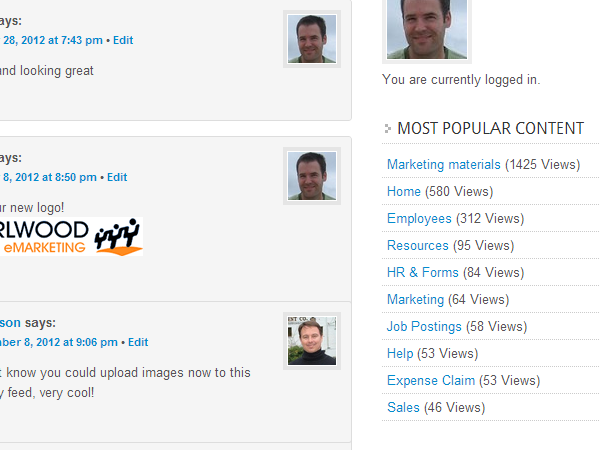 ays:
28, 2012 at 7:43 pm • Edit
and looking great
ays:
8, 2012 at 8:50 pm • Edit
ur new logo!
RLWOOD
eMARKETING
son says:
ber 8, 2012 at 9:06 pm • Edit
t know you could upload images now to this
y feed, very cool!
You are currently logged in.
MOST POPULAR CONTENT
Marketing materials (1425 Views)
Home (580 Views)
Employees (312 Views)
Resources (95 Views)
HR & Forms (84 Views)
Marketing (64 Views)
Job Postings (58 Views)
Help (53 Views)
Expense Claim (53 Views)
Sales (46 Views)